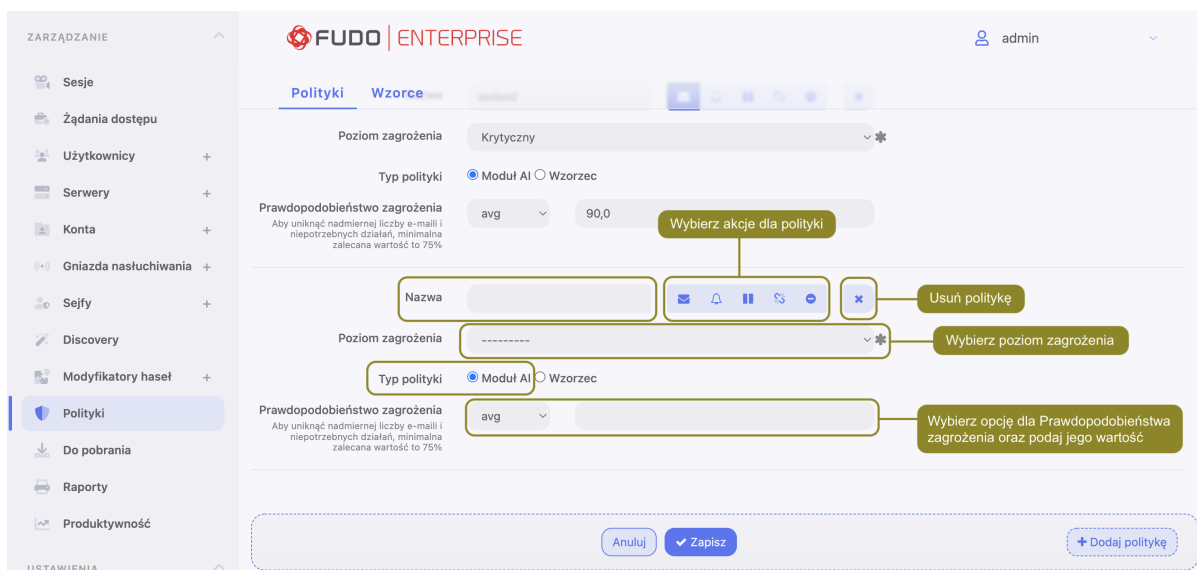 ZARZĄDZANIE
FUDO ENTERPRISE
admin
Sesje
Polityki Wzorce
Żądania dostępu
Poziom zagrożenia Krytyczny
Użytkownicy
Typ polityki Moduł AI Wzorzec
Serwery
Prawdopodobieństwo zagrożenia avg 90,0
Aby uniknąć nadmiernej liczby e-maili i
niepotrzebnych działań, minimalna
zalecana wartość to 75%
Wybierz akcje dla polityki
Konta
Gniazda nasłuchiwania
Nazwa
Usuń politykę
Sejfy
Discovery
Poziom zagrożenia ---------
Wybierz poziom zagrożenia
Modyfikatory haseł
Typ polityki Moduł AI Wzorzec
Polityki
Prawdopodobieństwo zagrożenia avg
Aby uniknąć nadmiernej liczby e-maili i
niepotrzebnych działań, minimalna
zalecana wartość to 75%
Wybierz opcję dla Prawdopodobieństwa
zagrożenia oraz podaj jego wartość
Do pobrania
Raporty
Produktywność
Anuluj Zapisz Dodaj politykę
USTAWIENIA